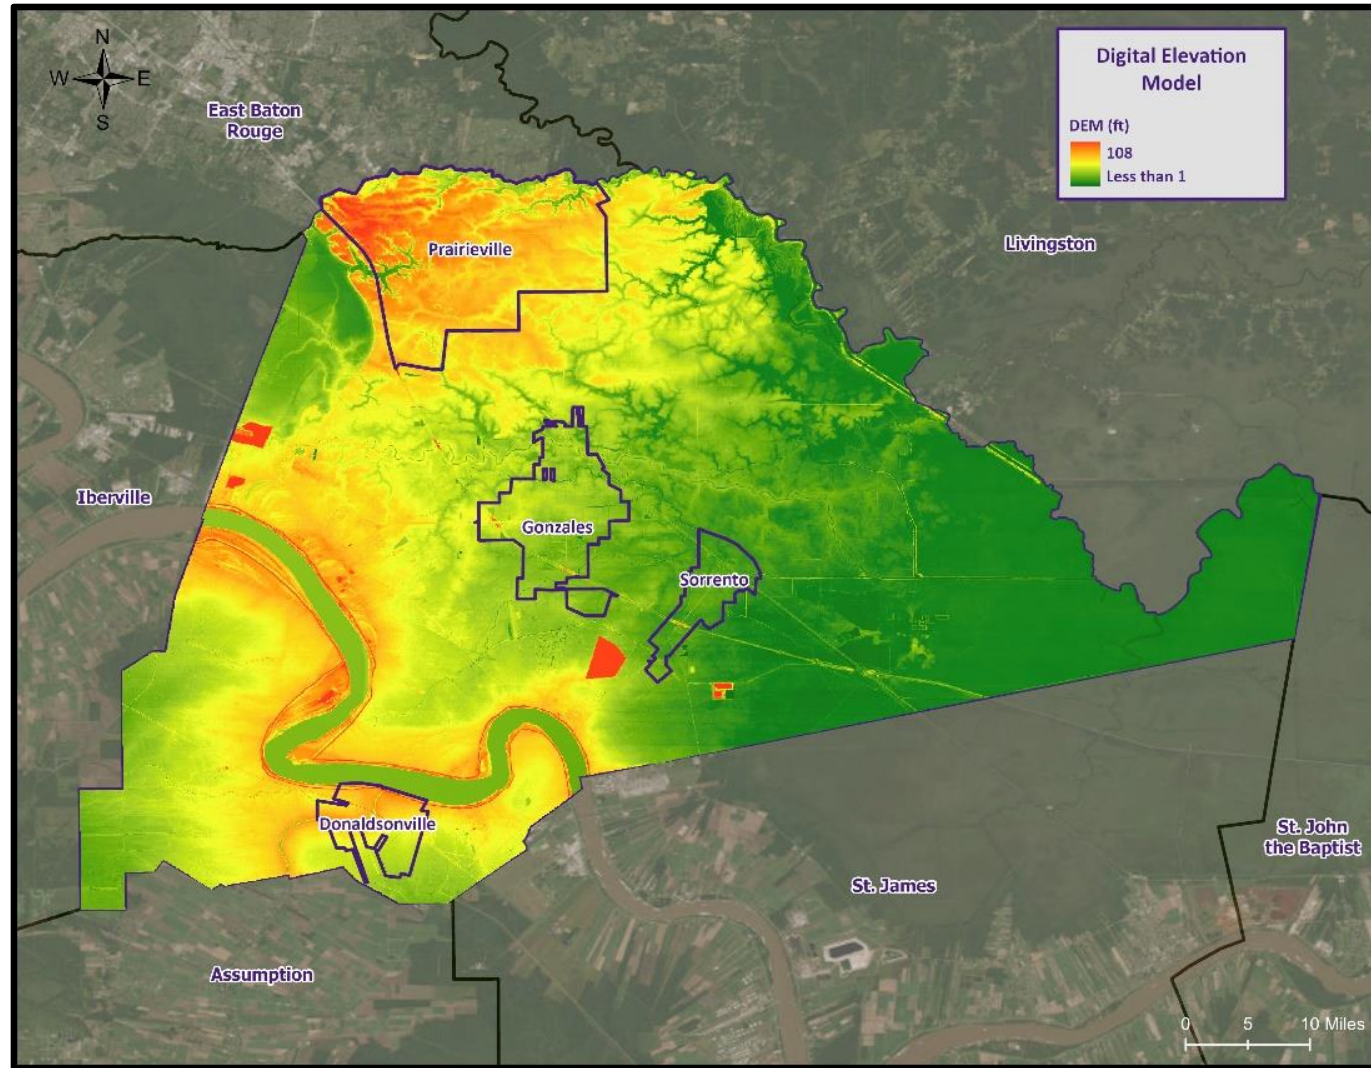 N
W E
S
East Baton
Rouge
Digital Elevation
Model
DEM (ft)
108
Less than 1
Prairieville
Livingston
Iberville
Gonzales
Sorrento
Donaldsonville
St. John
the Baptist
St. James
Assumption
0 5 10 Miles